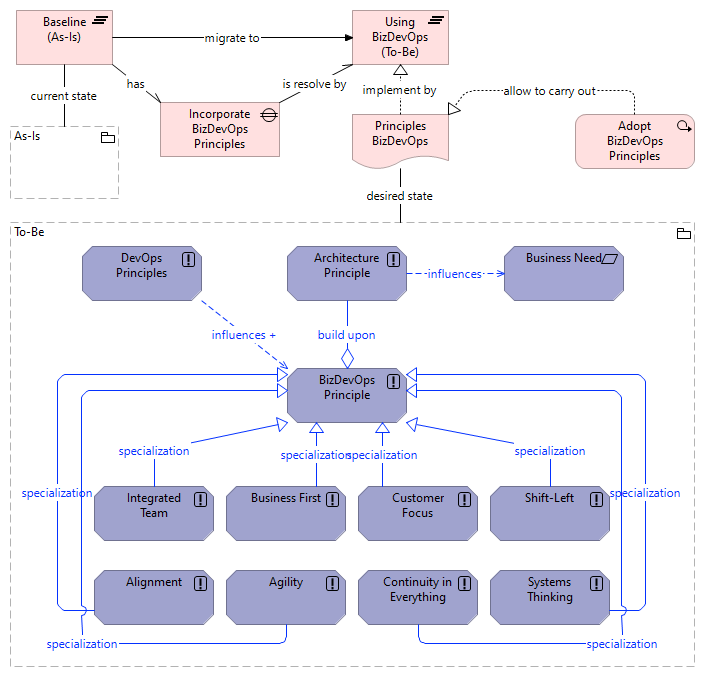 Baseline
(As-Is)
migrate to
Using
BizDevOps
(To-Be)
has
is resolve by
current state
implement by
allow to carry out
Incorporate
BizDevOps
Principles
Principles
BizDevOps
Adopt
BizDevOps
Principles
As-Is
desired state
To-Be
DevOps
Principles
Architecture
Principle
Business Need
influences
influences +
build upon
BizDevOps
Principle
specialization
specialization
specialization
specialization
specialization
specialization
Integrated
Team
Business First
Customer
Focus
Shift-Left
Alignment
Agility
Continuity in
Everything
Systems
Thinking
specialization
specialization